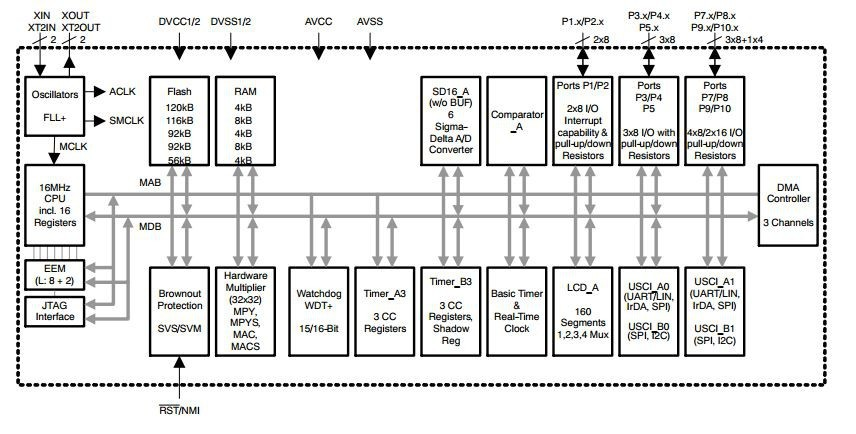 XIN
XT2IN
2
XOUT
XT2OUT
2
DVCC1/2
DVSS1/2
AVCC
AVSS
P1.x/P2.x
2x8
P3.x/P4.x
P5.x
3x8
P7.x/P8.x
P9.x/P10.x
3x8+1x4
Oscillators
FLL+
ACLK
SMCLK
MCLK
Flash
120kB
116kB
92kB
92kB
56kB
RAM
4kB
8kB
4kB
8kB
4kB
SD16_A
(w/o BUF)
6
Sigma-
Delta A/D
Converter
Comparator
_A
Ports P1/P2
2x8 I/O
Interrupt
capability &
pull-up/down
Resistors
Ports
P3/P4
P5
3x8 I/O with
pull-up/down
Resistors
Ports
P7/P8
P9/P10
4x8/2x16 I/O
pull-up/down
Resistors
16MHz
CPU
incl. 16
Registers
MAB
MDB
DMA
Controller
3 Channels
EEM
(L: 8 + 2)
JTAG
Interface
Brownout
Protection
SVS/SVM
Hardware
Multiplier
(32x32)
MPY,
MPYS,
MAC,
MACS
Watchdog
WDT+
15/16-Bit
Timer_A3
3 CC
Registers
Timer_B3
3 CC
Registers,
Shadow
Reg
Basic Timer
&
Real-Time
Clock
LCD_A
160
Segments
1,2,3,4 Mux
USCI_A0
(UART/LIN,
IrDA, SPI)
USCI_B0
(SPI, I2C)
USCI_A1
(UART/LIN,
IrDA, SPI)
USCI_B1
(SPI, I2C)
RST/NMI